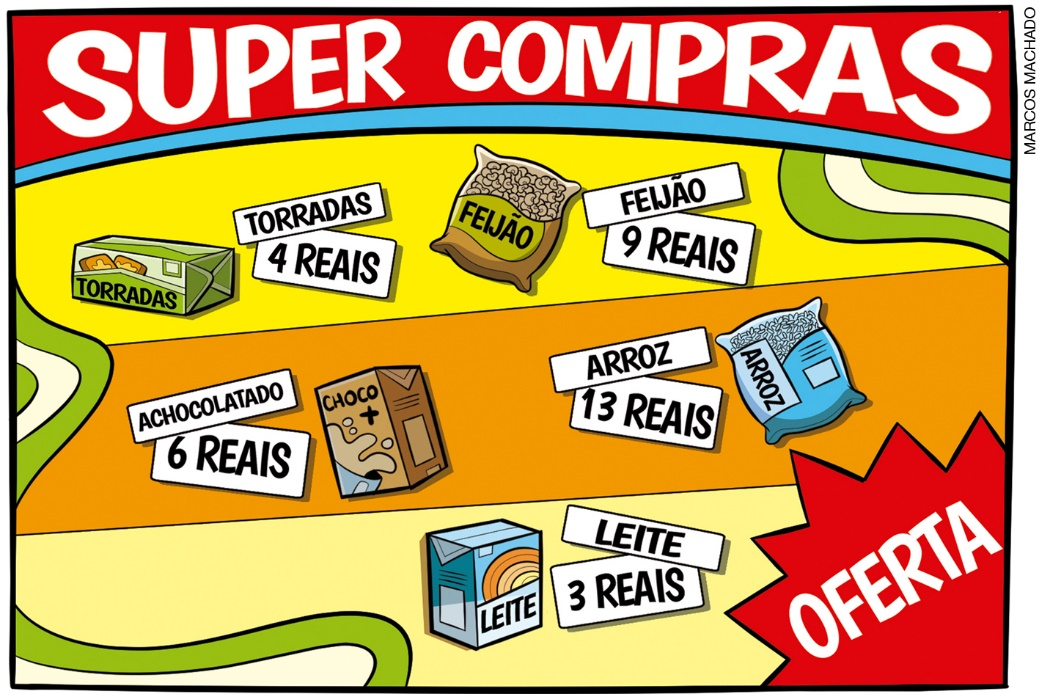 SUPER COMPRAS
MARCOS MACHADO
TORRADAS
TORRADAS
4 REAIS
FEIJÃO
FEIJÃO
9 REAIS
ACHOCOLATADO
6 REAIS
CHOCO
+
ARROZ
13 REAIS
ARROZ
LEITE
LEITE
3 REAIS
OFERTA